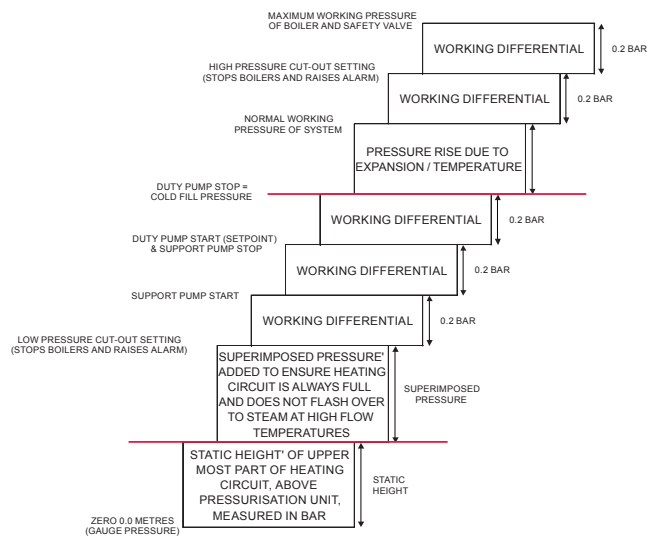 MAXIMUM WORKING PRESSURE
OF BOILER AND SAFETY VALVE
WORKING DIFFERENTIAL
0.2 BAR
HIGH PRESSURE CUT-OUT SETTING
(STOPS BOILERS AND RAISES ALARM)
WORKING DIFFERENTIAL
0.2 BAR
NORMAL WORKING
PRESSURE OF SYSTEM
PRESSURE RISE DUE TO
EXPANSION / TEMPERATURE
DUTY PUMP STOP =
COLD FILL PRESSURE
WORKING DIFFERENTIAL
0.2 BAR
DUTY PUMP START (SETPOINT)
& SUPPORT PUMP STOP
WORKING DIFFERENTIAL
0.2 BAR
SUPPORT PUMP START
WORKING DIFFERENTIAL
0.2 BAR
LOW PRESSURE CUT-OUT SETTING
(STOPS BOILERS AND RAISES ALARM)
SUPERIMPOSED PRESSURE'
ADDED TO ENSURE HEATING
CIRCUIT IS ALWAYS FULL
AND DOES NOT FLASH OVER
TO STEAM AT HIGH FLOW
TEMPERATURES
SUPERIMPOSED
PRESSURE
STATIC HEIGHT' OF UPPER
MOST PART OF HEATING
CIRCUIT, ABOVE
PRESSURISATION UNIT,
MEASURED IN BAR
STATIC
HEIGHT
ZERO 0.0 METRES
(GAUGE PRESSURE)